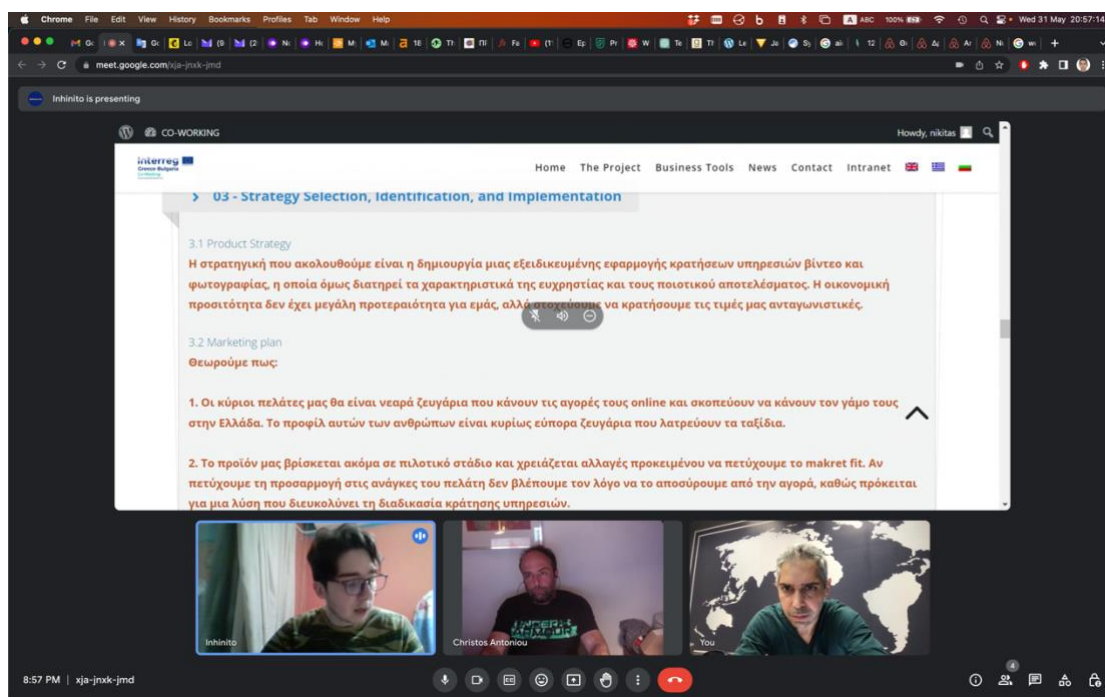 Chrome File Edit View History Bookmarks Profiles Tab Window Help
ABC 100% Wed 31 May 20:57:14
meet.google.com/xja-jnxk-jmd
Inhinito is presenting
CO-WORKING
Howdy, nikitas
Interreg
Greece-Bulgaria
Co-Working
Home The Project Business Tools News Contact Intranet
03 - Strategy Selection, Identification, and Implementation
3.1 Product Strategy
Η στρατηγική που ακολουθούμε είναι η δημιουργία μιας εξειδικευμένης εφαρμογής κρατήσεων υπηρεσιών βίντεο και
φωτογραφίας, η οποία όμως διατηρεί τα χαρακτηριστικά της ευχρηστίας και τους ποιοτικού αποτελέσματος. Η οικονομική
προσιτότητα δεν έχει μεγάλη προτεραιότητα για εμάς, αλλά στοχεύουμε να κρατήσουμε τις τιμές μας ανταγωνιστικές.
3.2 Marketing plan
Θεωρούμε πως:
1. Οι κύριοι πελάτες μας θα είναι νεαρά ζευγάρια που κάνουν τις αγορές τους online και σκοπεύουν να κάνουν τον γάμο τους
στην Ελλάδα. Το προφίλ αυτών των ανθρώπων είναι κυρίως εύπορα ζευγάρια που λατρεύουν τα ταξίδια.
2. Το προϊόν μας βρίσκεται ακόμα σε πιλοτικό στάδιο και χρειάζεται αλλαγές προκειμένου να πετύχουμε το makret fit. Αν
πετύχουμε τη προσαρμογή στις ανάγκες του πελάτη δεν βλέπουμε τον λόγο να το αποσύρουμε από την αγορά, καθώς πρόκειται
για μια λύση που διευκολύνει τη διαδικασία κράτησης υπηρεσιών.
UNDER
ARMOUR
Inhinito
Christos Antoniou
You
8:57 PM | xja-jnxk-jmd
4